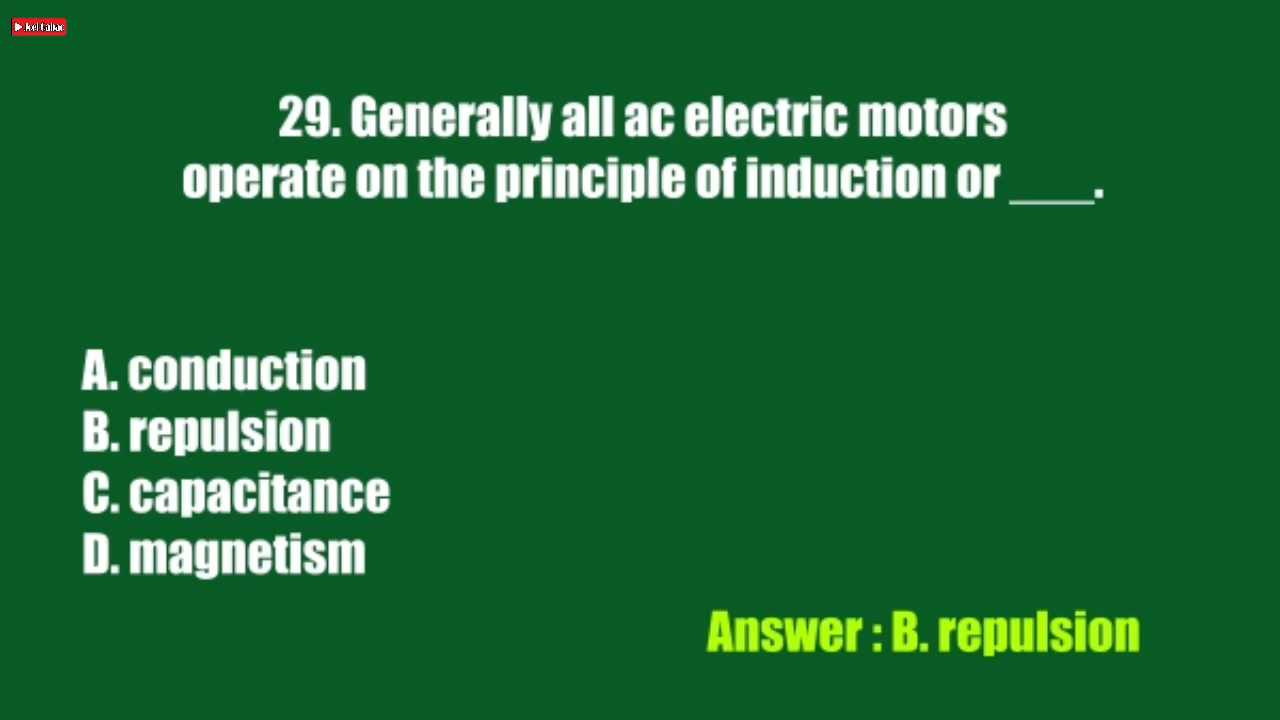 29. Generally all ac electric motors
operate on the principle of induction or ____.
A. conduction
B. repulsion
C. capacitance
D. magnetism
Answer : B. repulsion